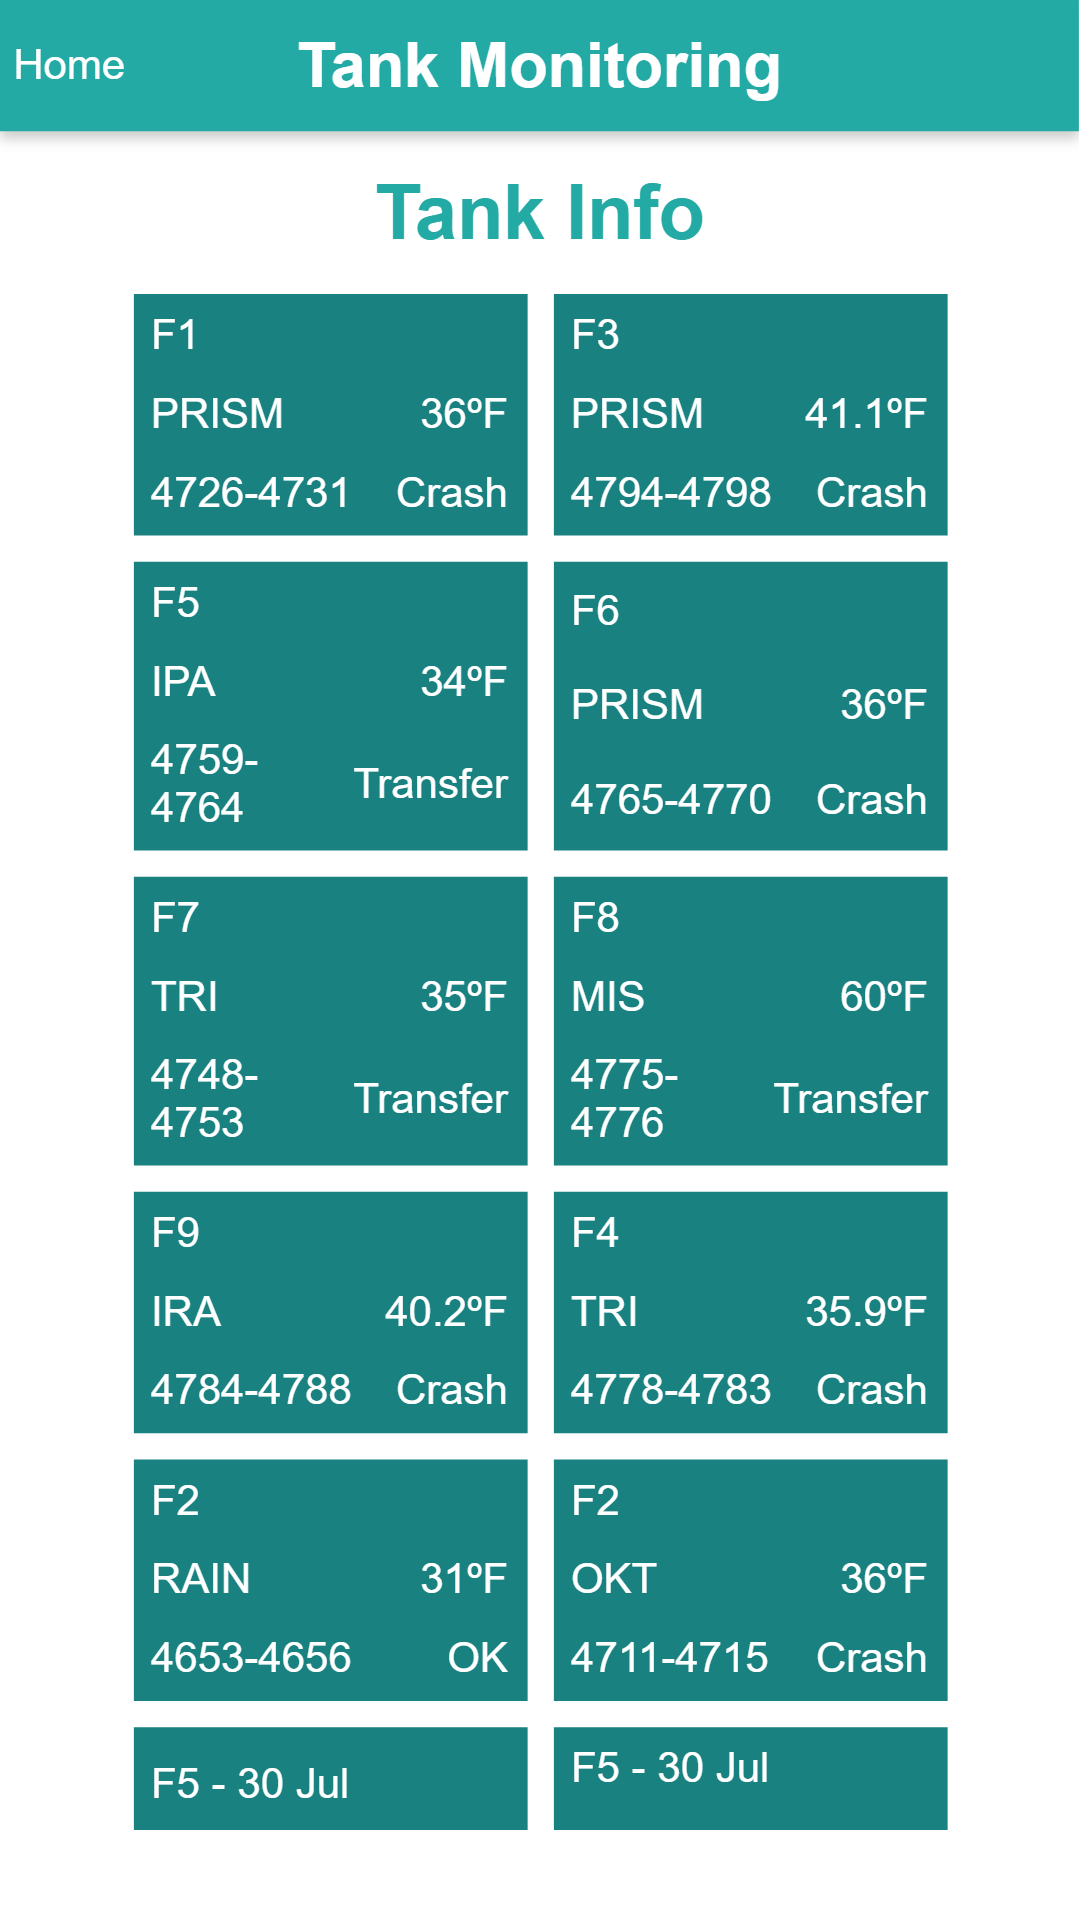 Home
Tank Monitoring
Tank Info
F1
PRISM 36ºF
4726-4731 Crash
F3
PRISM 41.1ºF
4794-4798 Crash
F5
IPA 34ºF
4759-
4764
Transfer
F6
PRISM 36ºF
4765-4770 Crash
F7
TRI 35ºF
4748-
4753
Transfer
F8
MIS 60ºF
4775-
4776
Transfer
F9
IRA 40.2ºF
4784-4788 Crash
F4
TRI 35.9ºF
4778-4783 Crash
F2
RAIN 31ºF
4653-4656 OK
F2
OKT 36ºF
4711-4715 Crash
F5 - 30 Jul
F5 - 30 Jul